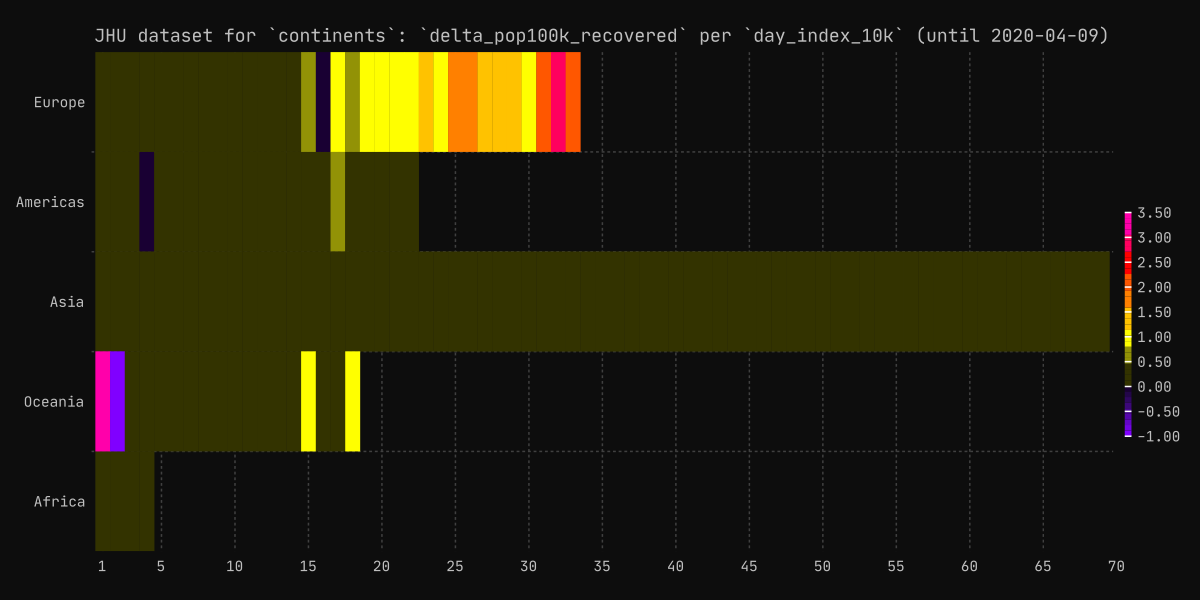 JHU dataset for `continents`: `delta_pop100k_recovered` per `day_index_10k` (until 2020-04-09)
Europe
Americas
Asia
Oceania
Africa
3.50
3.00
2.50
2.00
1.50
1.00
0.50
0.00
-0.50
-1.00
1 5 10 15 20 25 30 35 40 45 50 55 60 65 70